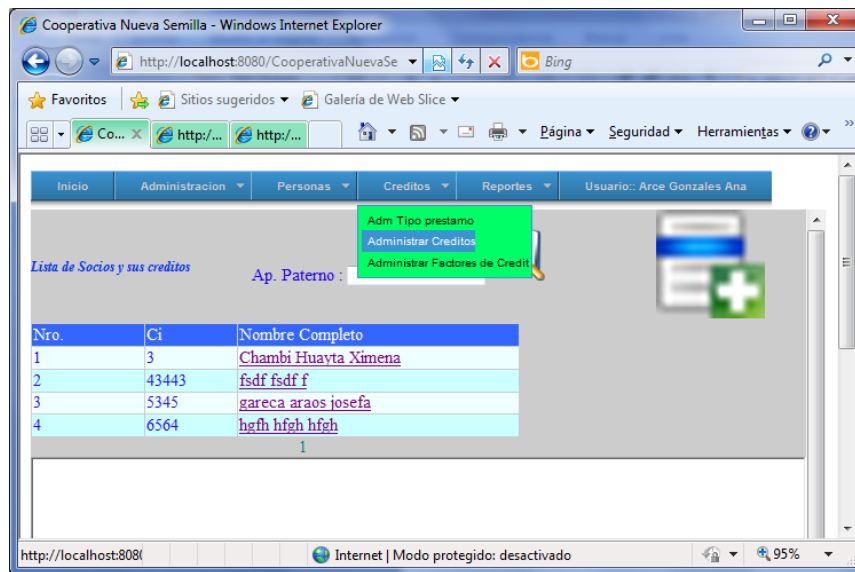 Cooperativa Nueva Semilla - Windows Internet Explorer
http://localhost:8080/CooperativaNuevaSe Bing
Favoritos Sitios sugeridos Galería de Web Slice
Co... http:/... http:/... Página Seguridad Herramientas
Inicio Administracion Personas Creditos Reportes Usuario:: Arce Gonzales Ana
Adm Tipo prestamo
Administrar Creditos
Administrar Factores de Credit
Lista de Socios y sus creditos
Ap. Paterno :
Nro. Ci Nombre Completo
1 3 Chambi Huayta Ximena
2 43443 fsdf fsdf f
3 5345 gareca araos josefa
4 6564 hgfh hfgh hfgh
1
http://localhost:808( Internet | Modo protegido: desactivado 95%